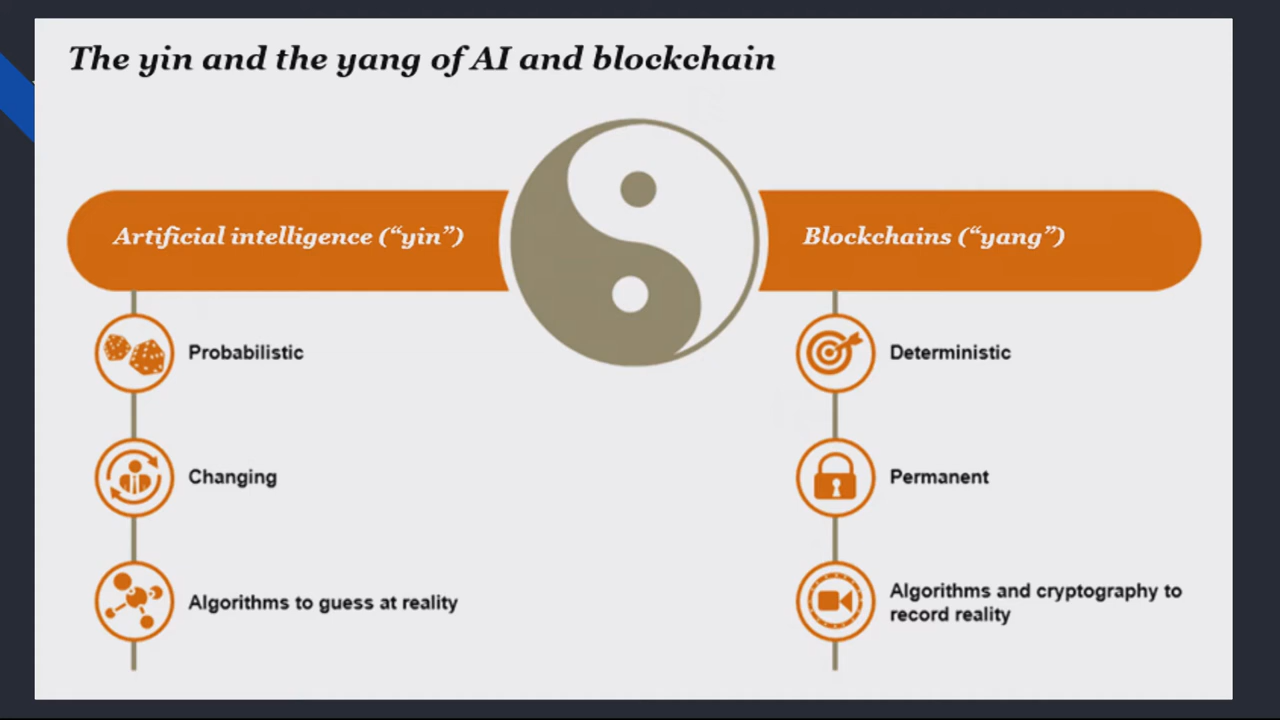 The yin and the yang of AI and blockchain
Artificial intelligence (“yin”)
Probabilistic
Changing
Algorithms to guess at reality
Blockchains (“yang”)
Deterministic
Permanent
Algorithms and cryptography to
record reality